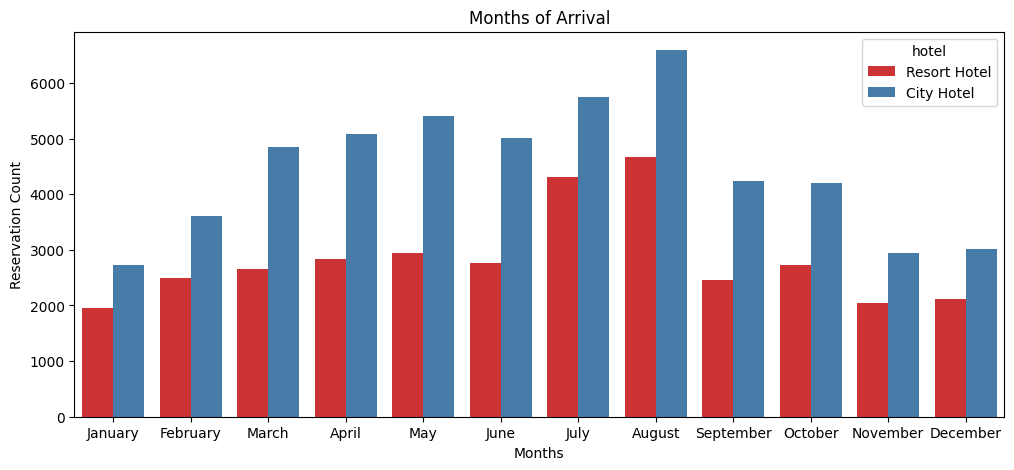 Months of Arrival
hotel
Resort Hotel
City Hotel
Reservation Count
6000
5000
4000
3000
2000
1000
0
January February March April May June July August September October November December
Months